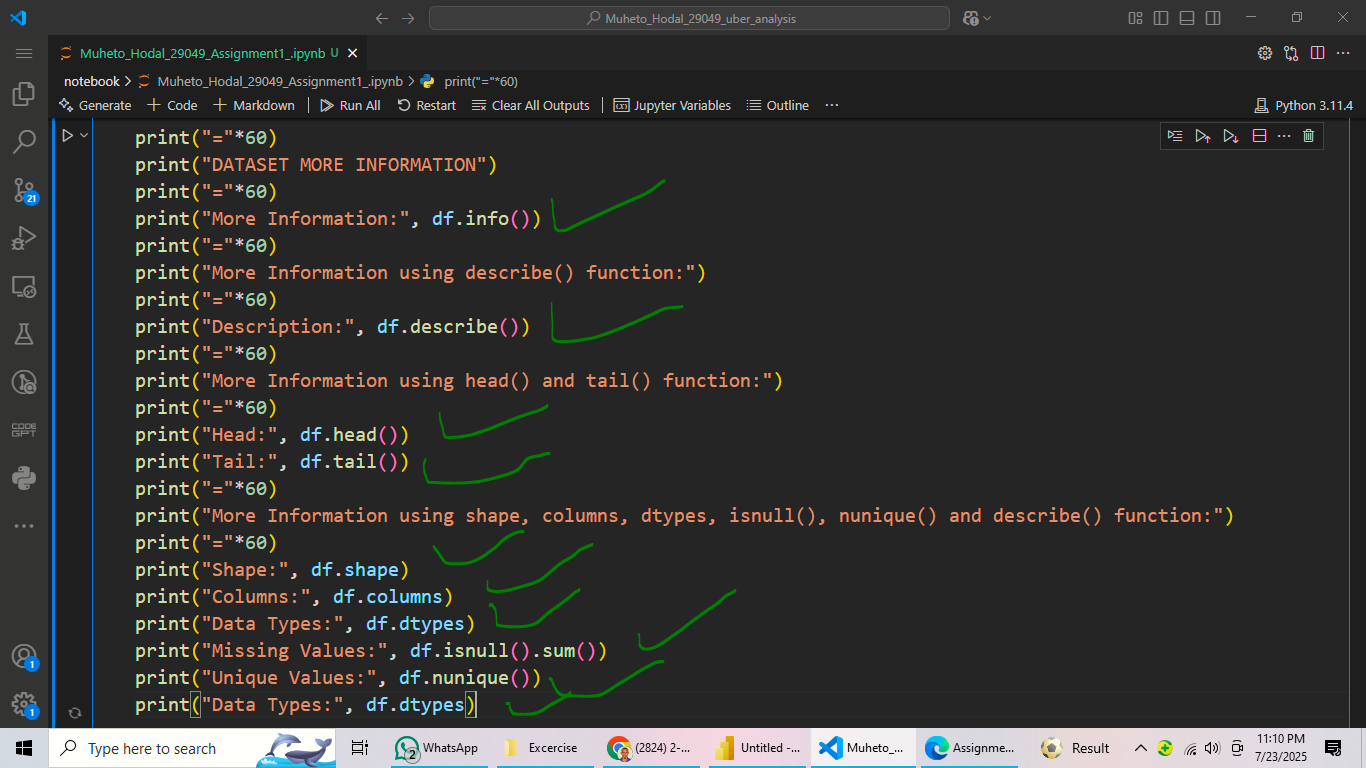 Muheto_Hodal_29049_uber_analysis
Muheto_Hodal_29049_Assignment1_.ipynb U
notebook > Muheto_Hodal_29049_Assignment1_.ipynb > print("="*60)
Generate + Code + Markdown Run All Restart Clear All Outputs Jupyter Variables Outline ... Python 3.11.4
print("="*60)
print("DATASET MORE INFORMATION")
print("="*60)
print("More Information:", df.info())
print("="*60)
print("More Information using describe() function:")
print("="*60)
print("Description:", df.describe())
print("="*60)
print("More Information using head() and tail() function:")
print("="*60)
print("Head:", df.head())
print("Tail:", df.tail())
print("="*60)
print("More Information using shape, columns, dtypes, isnull(), nunique() and describe() function:")
print("="*60)
print("Shape:", df.shape)
print("Columns:", df.columns)
print("Data Types:", df.dtypes)
print("Missing Values:", df.isnull().sum())
print("Unique Values:", df.nunique())
print("Data Types:", df.dtypes)
21
CODE
GPT
1
1
Type here to search
2 WhatsApp
Excercise
(2824) 2-...
Untitled -...
Muheto_...
Assignme...
Result
11:10 PM
7/23/2025